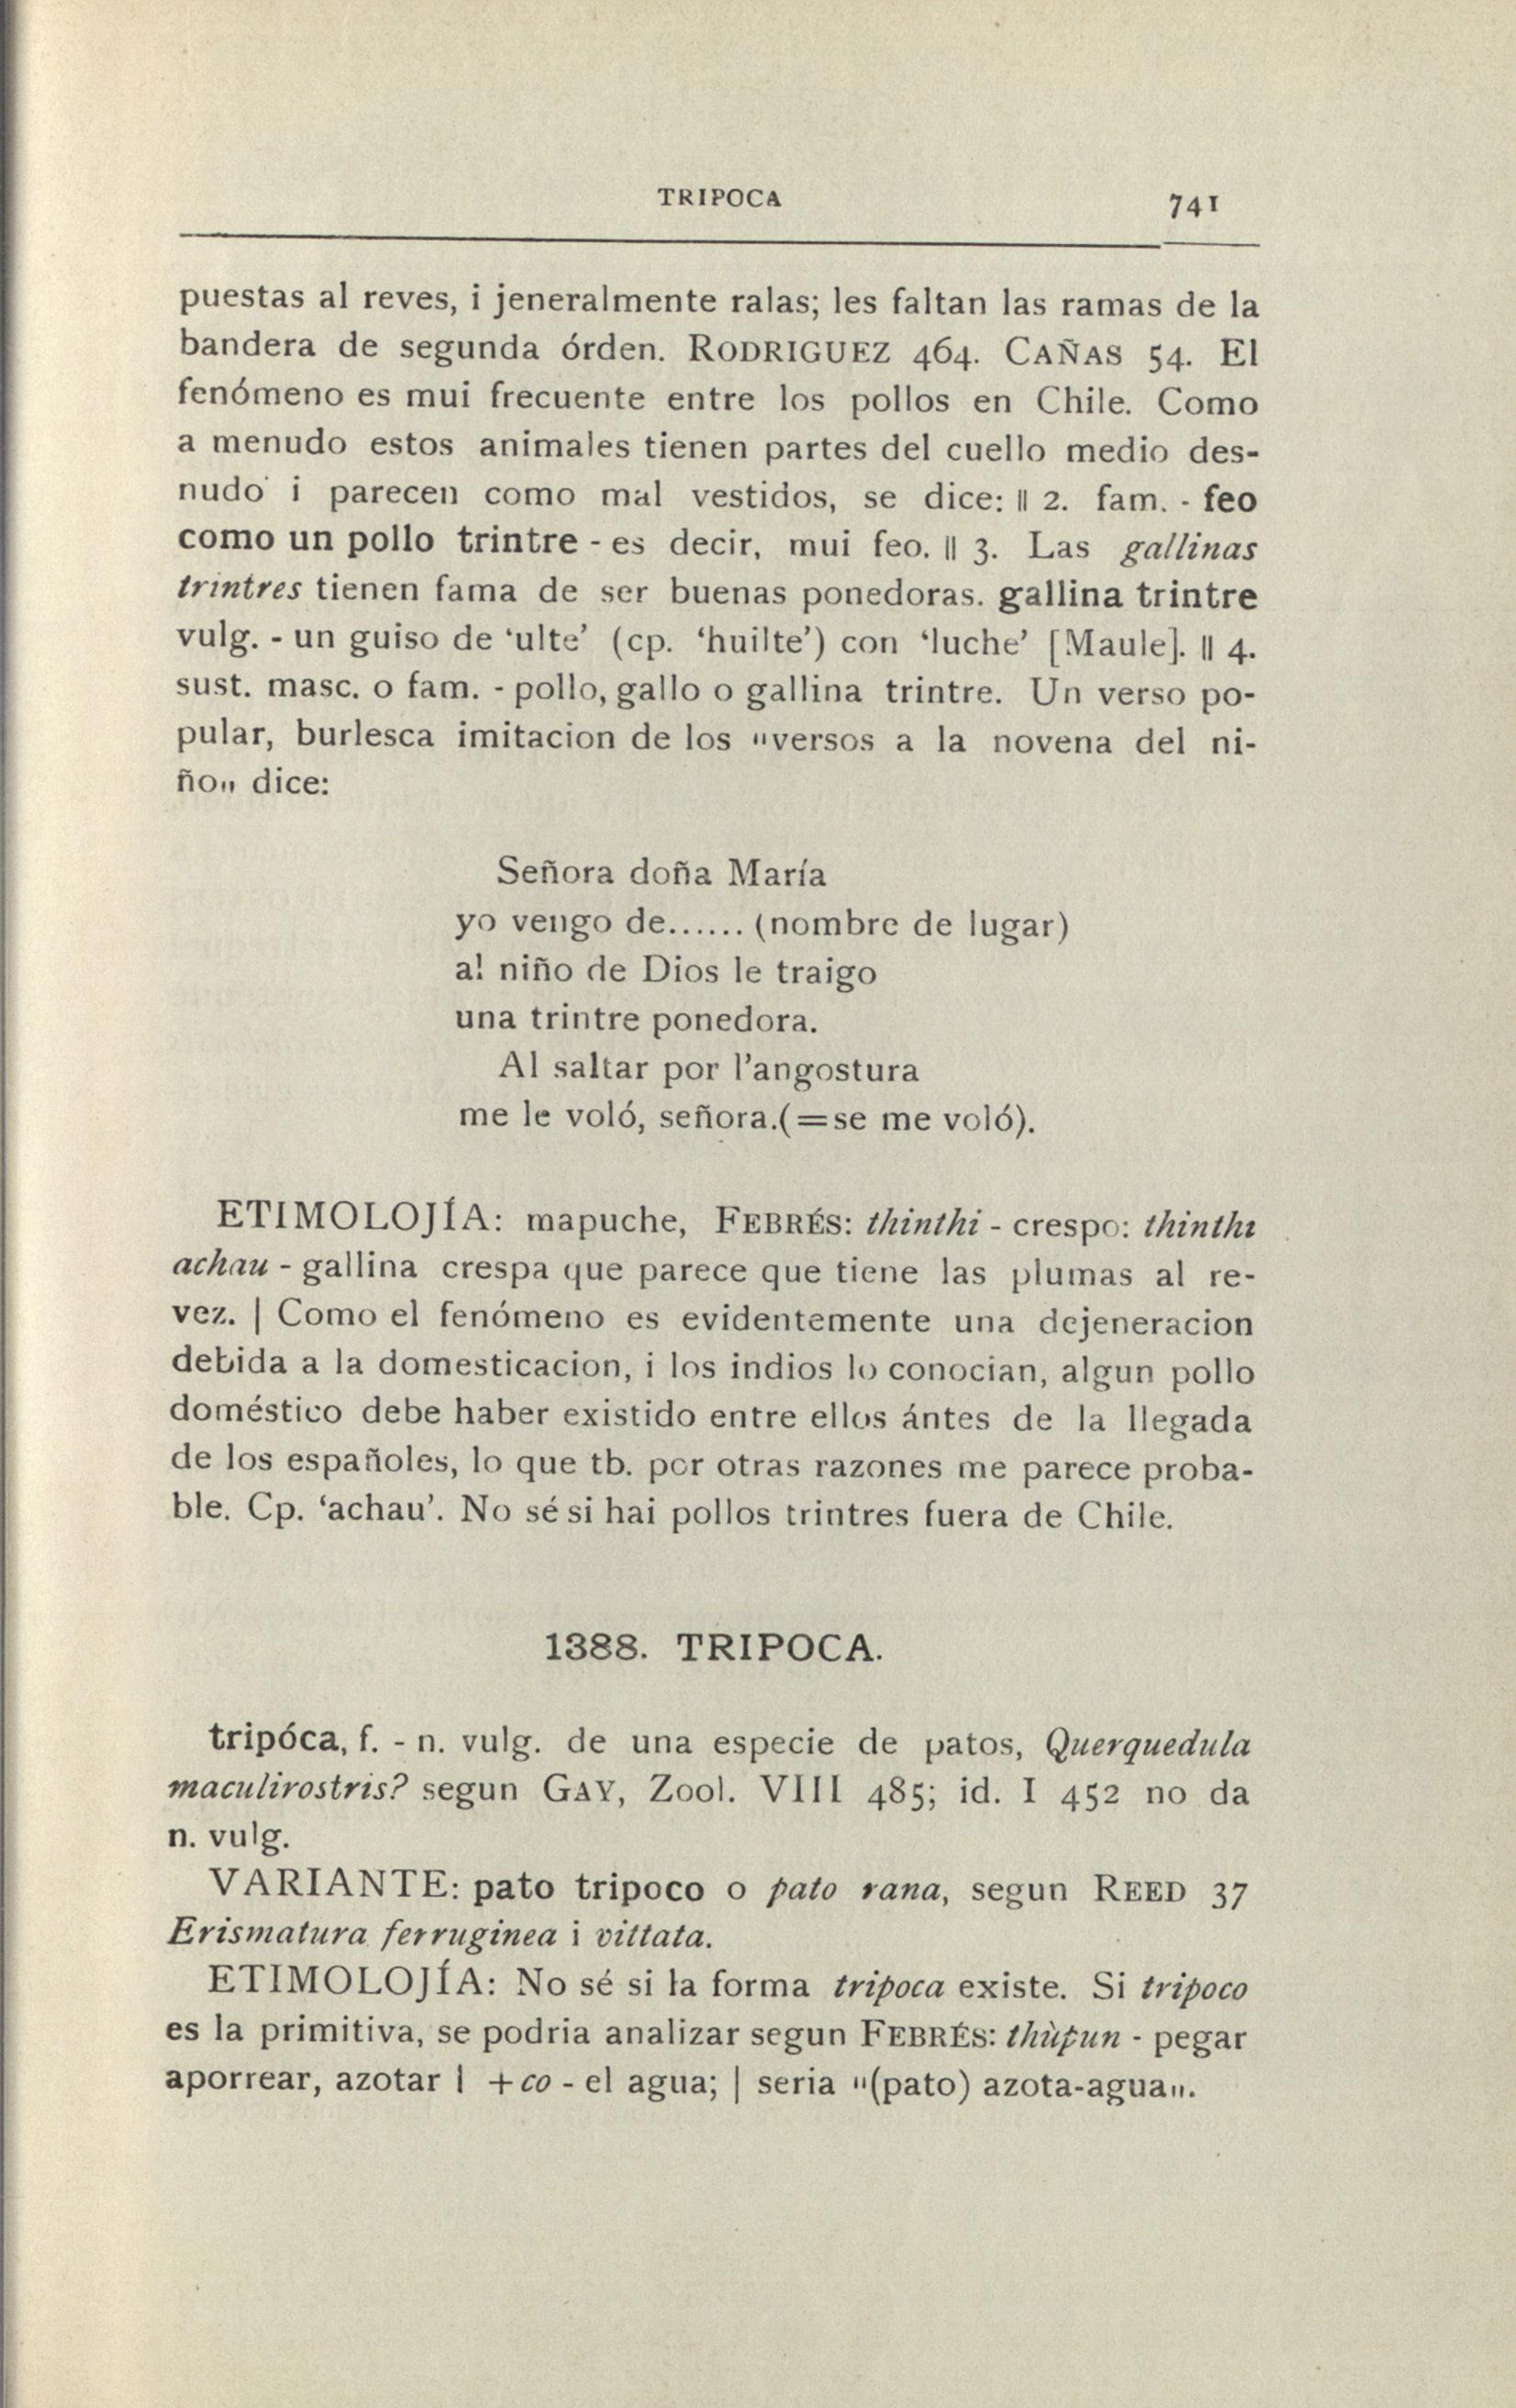 TRIPOCA 741
puestas al reves, i jeneralmente ralas; les faltan las ramas de la
bandera de segunda órden. RODRIGUEZ 464. CAÑAS 54. El
fenómeno es mui frecuente entre los pollos en Chile. Como
a menudo estos animales tienen partes del cuello medio des-
nudo i parecen como mal vestidos, se dice: || 2. fam. - feo
como un pollo trintre - es decir, mui feo. || 3. Las gallinas
trintres tienen fama de ser buenas ponedoras. gallina trintre
vulg. - un guiso de ‘ulte’ (cp. ‘huilte’) con ‘luche’ [Maule]. || 4.
sust. masc. o fam. - pollo, gallo o gallina trintre. Un verso po-
pular, burlesca imitacion de los "versos a la novena del ni-
ño„ dice:
Señora doña María
yo vengo de...... (nombre de lugar)
al niño de Dios le traigo
una trintre ponedora.
Al saltar por l’angostura
me le voló, señora.(=se me voló).
ETIMOLOJÍA: mapuche, FEBRÉS: thinthi - crespo: thinthi
achau - gallina crespa que parece que tiene las plumas al re-
vez. | Como el fenómeno es evidentemente una dejeneracion
debida a la domesticacion, i los indios lo conocian, algun pollo
doméstico debe haber existido entre ellos ántes de la llegada
de los españoles, lo que tb. por otras razones me parece proba-
ble. Cp. ‘achau’. No sé si hai pollos trintres fuera de Chile.
1388. TRIPOCA.
tripóca, f. - n. vulg. de una especie de patos, Querquedula
maculirostris? segun GAY, Zool. VIII 485; id. I 452 no da
n. vulg.
VARIANTE: pato tripoco o pato rana, segun REED 37
Erismatura ferruginea i vittata.
ETIMOLOJÍA: No sé si la forma tripoca existe. Si tripoco
es la primitiva, se podria analizar segun FEBRÉS: thùpun - pegar
aporrear, azotar | + co - el agua; | seria "(pato) azota-agua„.